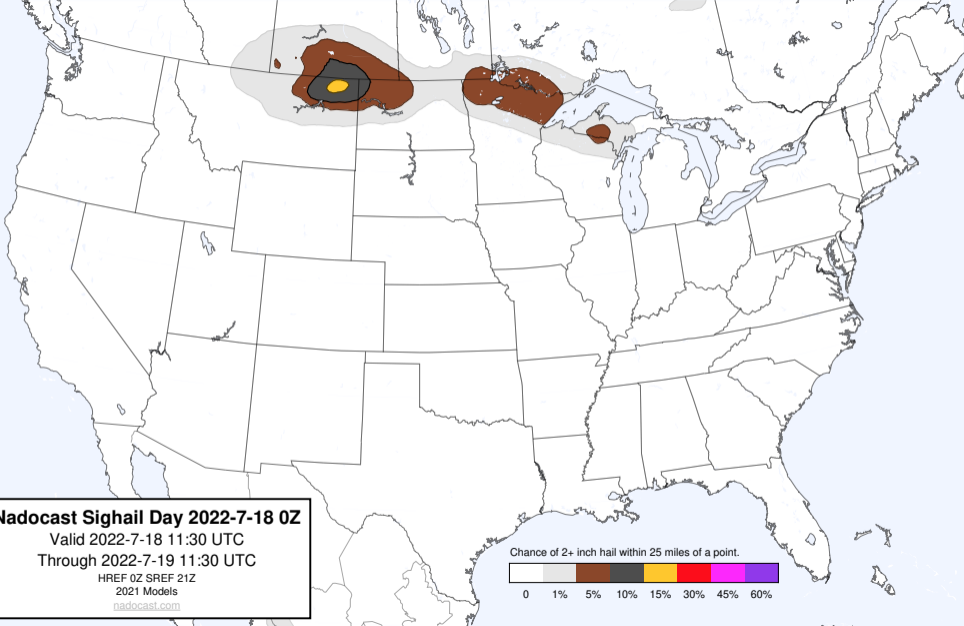 Nadocast Sighail Day 2022-7-18 0Z
Valid 2022-7-18 11:30 UTC
Through 2022-7-19 11:30 UTC
HREF 0Z SREF 21Z
2021 Models
nadocast.com
Chance of 2+ inch hail within 25 miles of a point.
0 1% 5% 10% 15% 30% 45% 60%